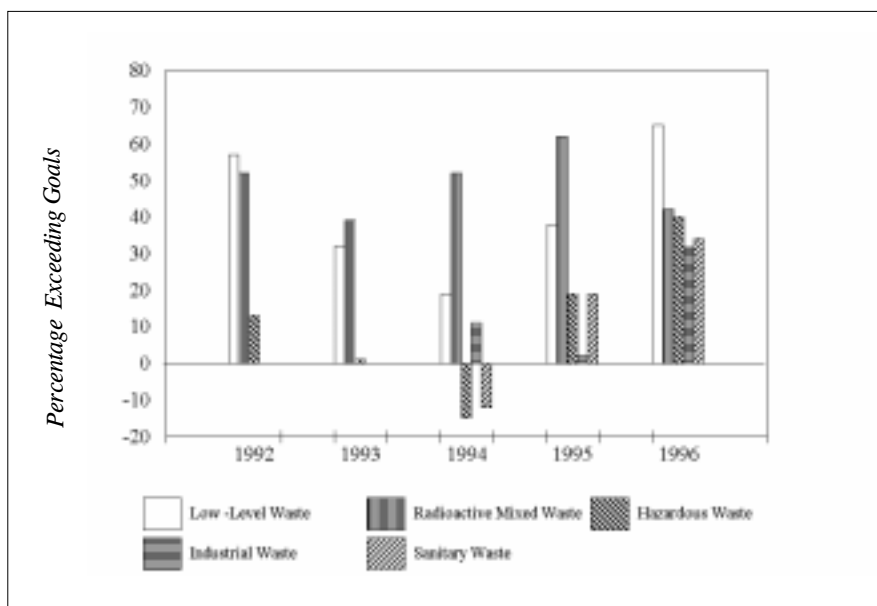 Percentage Exceeding Goals
80
70
60
50
40
30
20
10
0
-10
-20
1992 1993 1994 1995 1996
Low -Level Waste Radioactive Mixed Waste Hazardous Waste
Industrial Waste Sanitary Waste